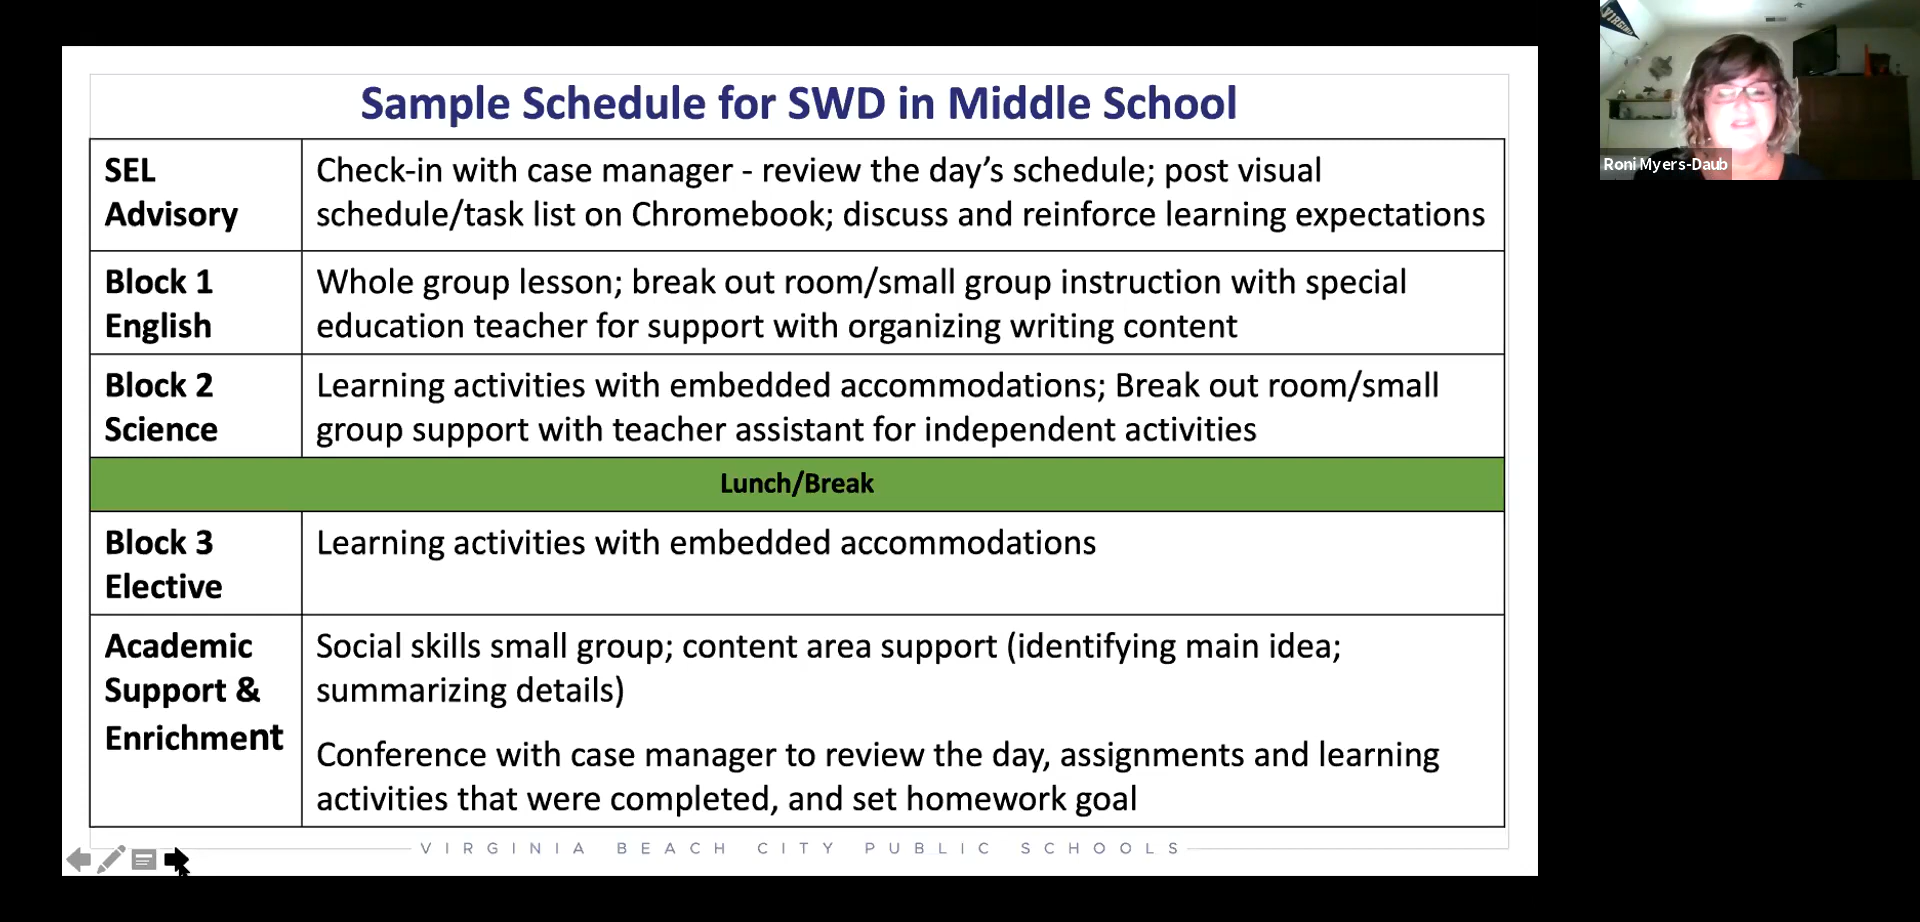 Sample Schedule for SWD in Middle School
SEL
Advisory
Check-in with case manager - review the day’s schedule; post visual
schedule/task list on Chromebook; discuss and reinforce learning expectations
Block 1
English
Whole group lesson; break out room/small group instruction with special
education teacher for support with organizing writing content
Block 2
Science
Learning activities with embedded accommodations; Break out room/small
group support with teacher assistant for independent activities
Lunch/Break
Block 3
Elective
Learning activities with embedded accommodations
Academic
Support &
Enrichment
Social skills small group; content area support (identifying main idea;
summarizing details)
Conference with case manager to review the day, assignments and learning
activities that were completed, and set homework goal
VIRGINIA BEACH CITY PUBLIC SCHOOLS
VIRGINIA
Roni Myers-Daub